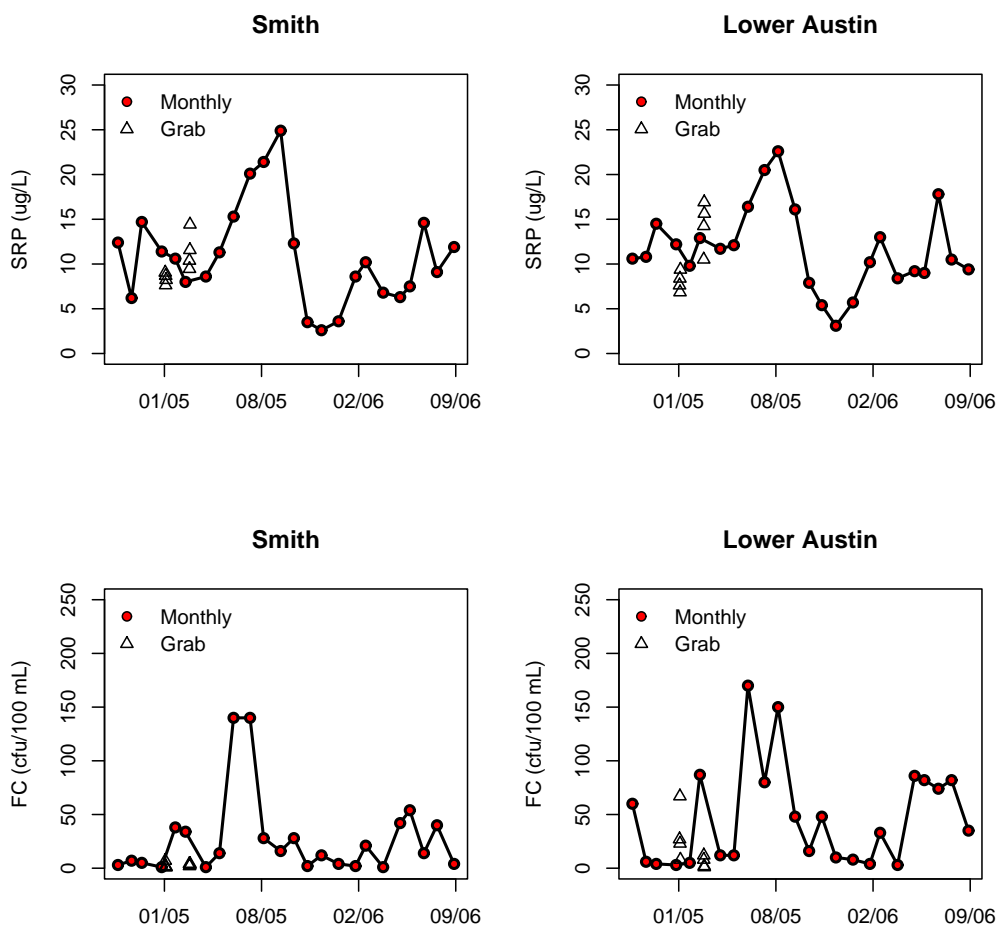 Smith
SRP (ug/L)
30
25
20
15
10
5
0
Monthly
Grab
01/05 08/05 02/06 09/06
Lower Austin
SRP (ug/L)
30
25
20
15
10
5
0
Monthly
Grab
01/05 08/05 02/06 09/06
Smith
FC (cfu/100 mL)
250
200
150
100
50
0
Monthly
Grab
01/05 08/05 02/06 09/06
Lower Austin
FC (cfu/100 mL)
250
200
150
100
50
0
Monthly
Grab
01/05 08/05 02/06 09/06